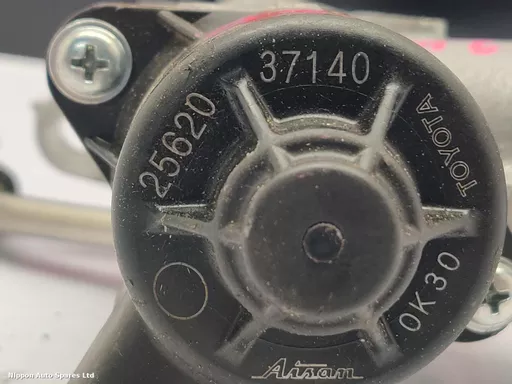 25620
37140
TOYOTA
0K30
Aisan
Nippon Auto Spares Ltd